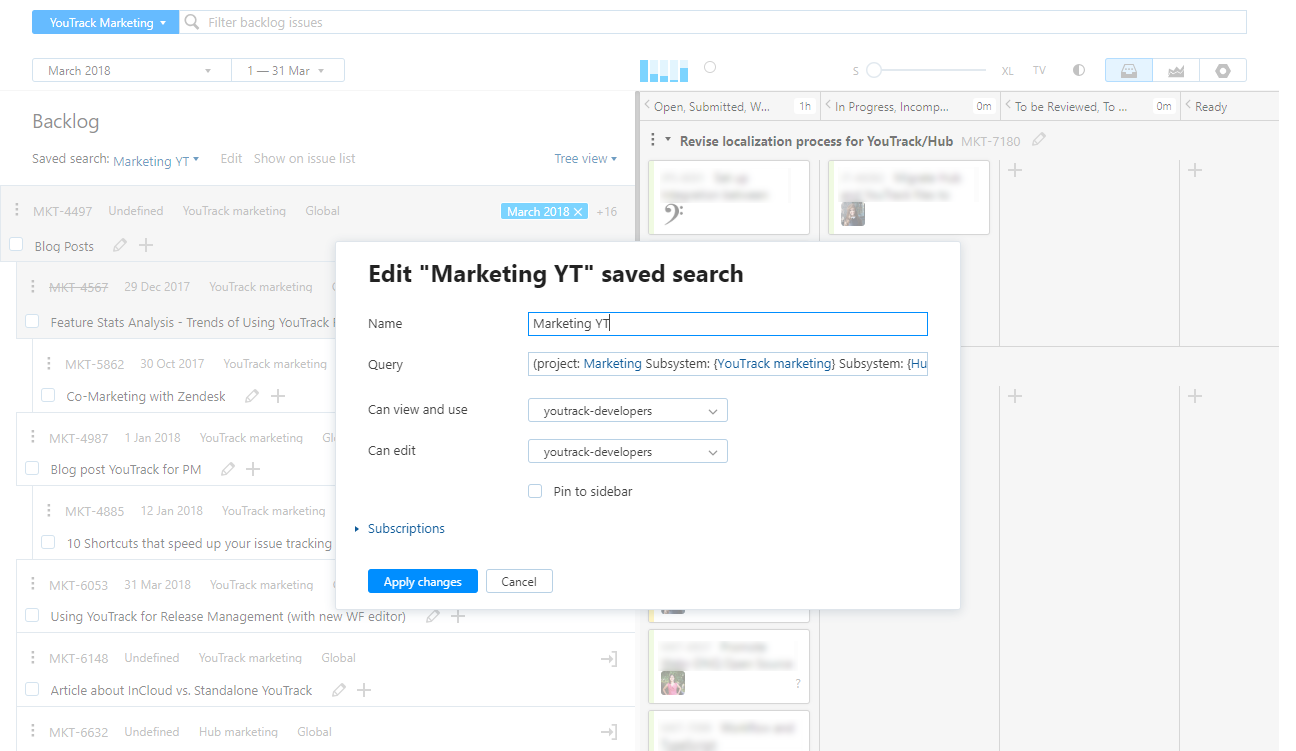 YouTrack Marketing
Filter backlog issues
March 2018
1 — 31 Mar
S
XL
TV
Backlog
Saved search: Marketing YT
Edit
Show on issue list
Tree view
Open, Submitted, W...
1h
In Progress, Incomp...
0m
To be Reviewed, To ...
0m
Ready
Revise localization process for YouTrack/Hub MKT-7180
MKT-4497 Undefined YouTrack marketing Global
March 2018 ×
+16
Blog Posts
MKT-4567 29 Dec 2017 YouTrack marketing
Feature Stats Analysis - Trends of Using YouTrack
MKT-5862 30 Oct 2017 YouTrack marketing
Co-Marketing with Zendesk
MKT-4987 1 Jan 2018 YouTrack marketing
Blog post YouTrack for PM
MKT-4885 12 Jan 2018 YouTrack marketing
10 Shortcuts that speed up your issue tracking
MKT-6053 31 Mar 2018 YouTrack marketing
Using YouTrack for Release Management (with new WF editor)
MKT-6148 Undefined YouTrack marketing Global
Article about InCloud vs. Standalone YouTrack
MKT-6632 Undefined Hub marketing Global
Edit "Marketing YT" saved search
Name
Marketing YT
Query
(project: Marketing Subsystem: {YouTrack marketing} Subsystem: {Hu
Can view and use
youtrack-developers
Can edit
youtrack-developers
Pin to sidebar
Subscriptions
Apply changes
Cancel
?